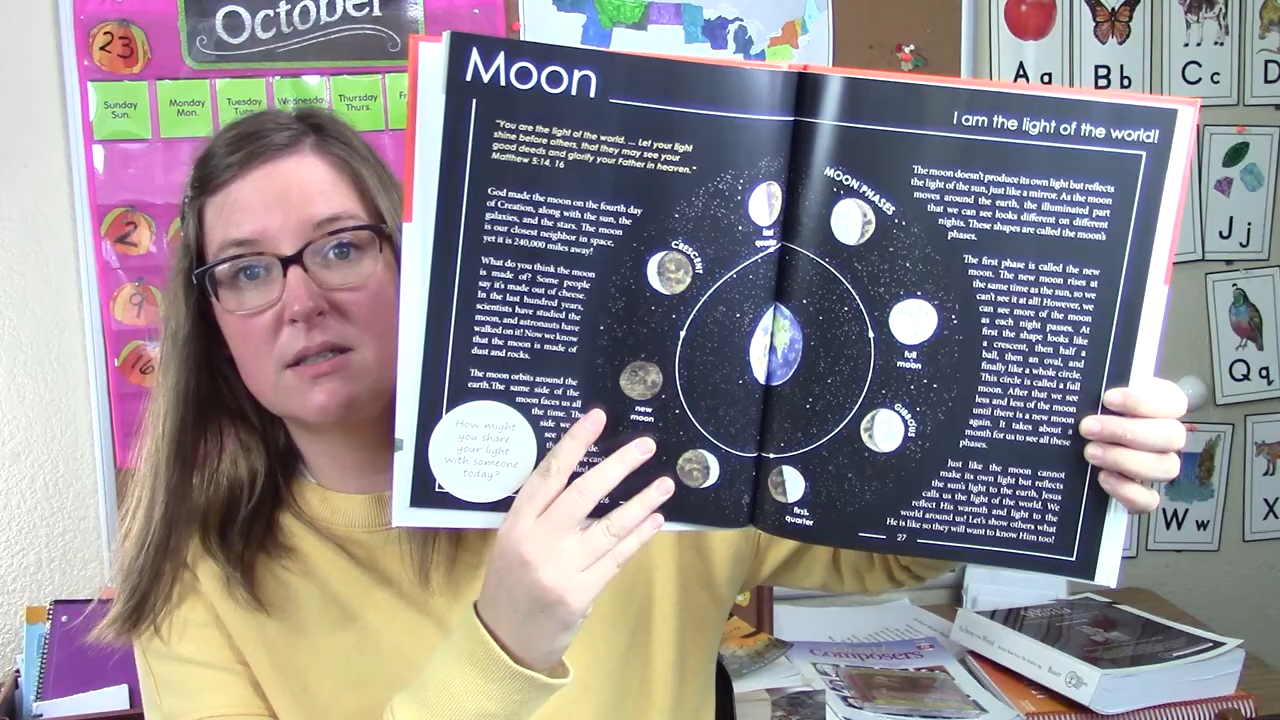 October
23
Sunday
Sun.
Monday
Mon.
Tuesday
Tues.
Wednesday
Thursday
Thurs.
2
9
16
Moon
"You are the light of the world. ... Let your light
shine before others, that they may see your
good deeds and glorify your Father in heaven."
Matthew 5:14, 16
God made the moon on the fourth day
of Creation, along with the sun, the
galaxies, and the stars. The moon
is our closest neighbor in space,
yet it is 240,000 miles away!
What do you think the moon
is made of? Some people
say it's made out of cheese.
In the last hundred years,
scientists have studied the
moon, and astronauts have
walked on it! Now we know
that the moon is made of
dust and rocks.
The moon orbits around the
earth.The same side of the
moon faces us all
the time. The
side we
see
How might
you share
your light
with someone
today?
26
MOON PHASES
last
quarter
CRESCENT
full
moon
new
moon
GIBBOUS
first
quarter
I am the light of the world!
The moon doesn't produce its own light but reflects
the light of the sun, just like a mirror. As the moon
moves around the earth, the illuminated part
that we can see looks different on different
nights. These shapes are called the moon's
phases.
The first phase is called the new
moon. The new moon rises at
the same time as the sun, so we
can't see it at all! However, we
can see more of the moon
as each night passes. At
first the shape looks like
a crescent, then half a
ball, then an oval, and
finally like a whole circle.
This circle is called a full
moon. After that we see
less and less of the moon
until there is a new moon
again. It takes about a
month for us to see all these
phases.
Just like the moon cannot
make its own light but reflects
the sun's light to the earth, Jesus
calls us the light of the world. We
reflect His warmth and light to the
world around us! Let's show others what
He is like so they will want to know Him too!
27
Aa
Bb
Cc
D
Jj
Qq
Ww
X
Composers